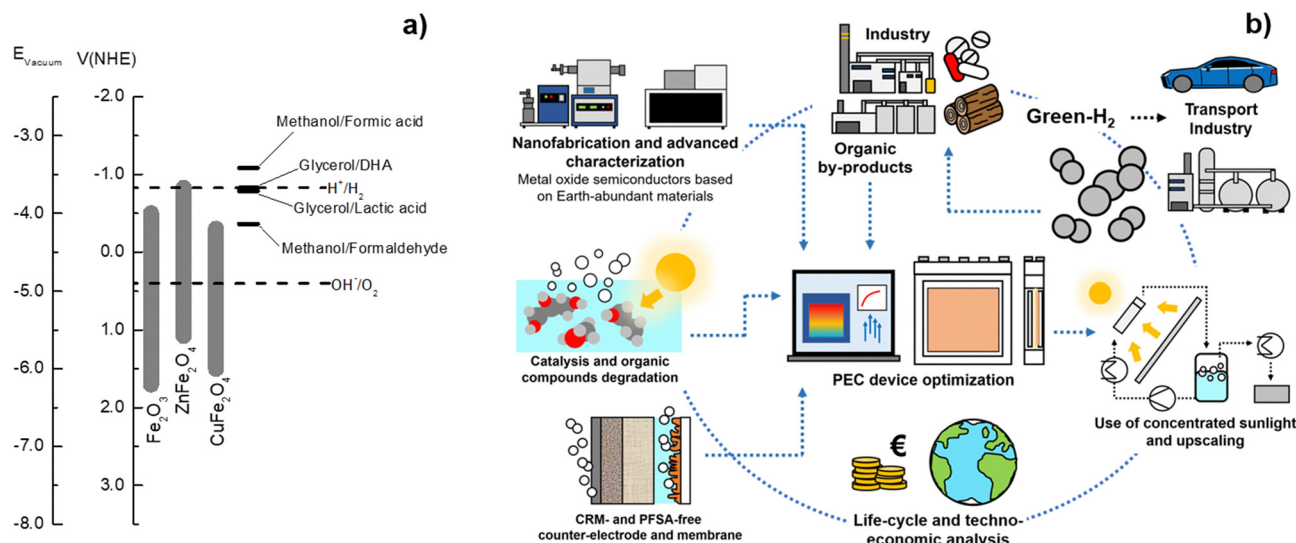 a)
E_Vacuum V(NHE)
-3.0
-4.0
-5.0
-6.0
-7.0
-8.0
-2.0
-1.0
0.0
1.0
2.0
3.0
Methanol/Formic acid
Glycerol/DHA
H⁺/H₂
Glycerol/Lactic acid
Methanol/Formaldehyde
OH⁻/O₂
Fe₂O₃
ZnFe₂O₄
CuFe₂O₄
b)
Nanofabrication and advanced
characterization
Metal oxide semiconductors based
on Earth-abundant materials
Industry
Organic
by-products
Green-H₂
Transport
Industry
Catalysis and organic
compounds degradation
PEC device optimization
Use of concentrated sunlight
and upscaling
CRM- and PFSA-free
counter-electrode and membrane
€
Life-cycle and techno-
economic analysis